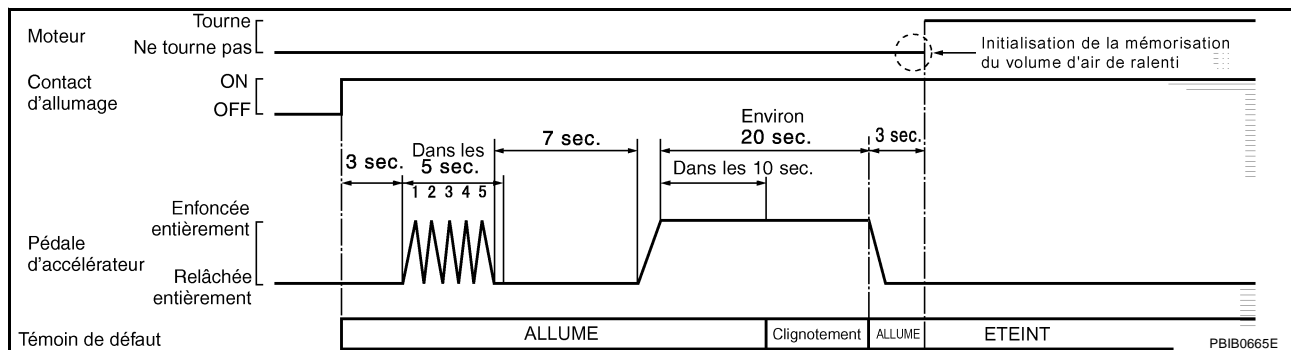 Moteur
Tourne
Ne tourne pas
Initialisation de la mémorisation
du volume d'air de ralenti
Contact
d'allumage
ON
OFF
3 sec.
Dans les
5 sec.
7 sec.
Environ
20 sec.
3 sec.
Dans les 10 sec.
1 2 3 4 5
Pédale
d'accélérateur
Enfoncée
entièrement
Relâchée
entièrement
Témoin de défaut
ALLUME
Clignotement
ALLUME
ETEINT
PBIB0665E